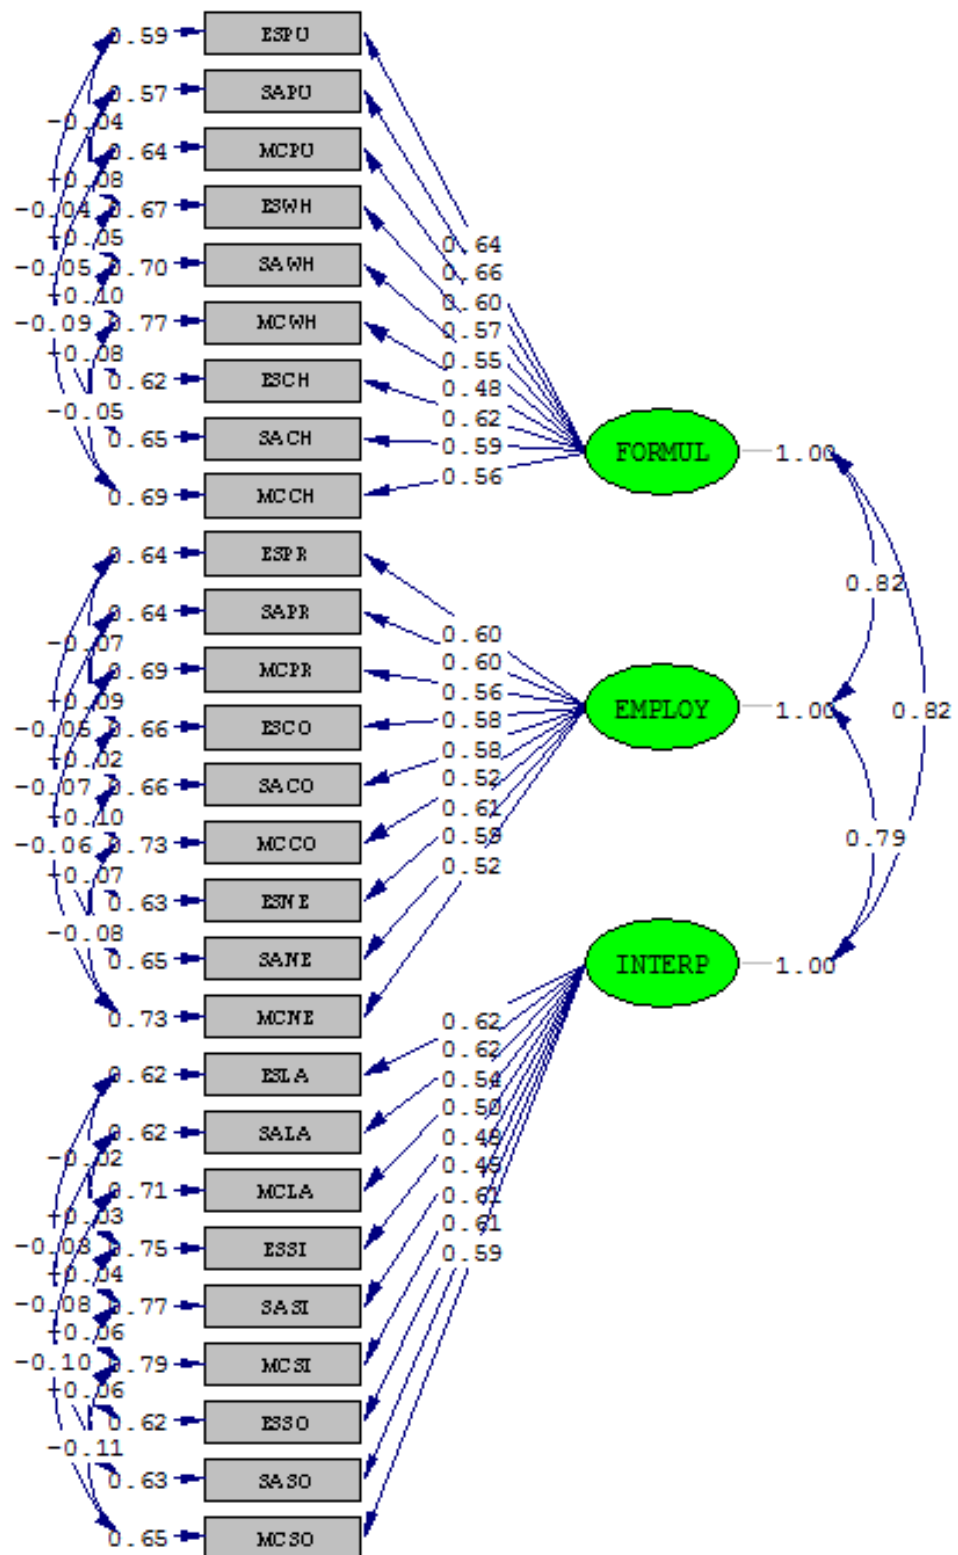 0.59 ESPU
0.57 SAPU
-0.04
0.64 MCPU
+0.08
-0.04 0.67 ESWH
+0.05 0.64
-0.05 0.70 SAWH 0.66
+0.10 0.60
-0.09 0.77 MCWH 0.57
+0.08 0.55
0.62 ESCH 0.48
-0.05 0.62
0.65 SACH 0.59 FORMUL 1.00
0.56
0.69 MCCH
0.64 ESPR
0.82
0.64 SAPR
-0.07 0.60
0.69 MCPR 0.60
+0.09 0.56
-0.05 0.66 ESCO 0.58 EMPLOY 1.00 0.82
+0.02 0.58
-0.07 0.66 SACO 0.52
+0.10 0.61
-0.06 0.73 MCCO 0.59 0.79
+0.07 0.52
0.63 ESNE
-0.08
0.65 SANE INTERP 1.00
0.73 MCNE 0.62
0.62
0.62 ESLA 0.54
0.50
0.62 SALA 0.48
-0.02 0.45
0.71 MCLA 0.61
+0.03 0.61
-0.08 0.75 ESSI 0.59
+0.04
-0.08 0.77 SASI
+0.06
-0.10 0.79 MCSI
+0.06
0.62 ESSO
-0.11
0.63 SASO
0.65 MCSO